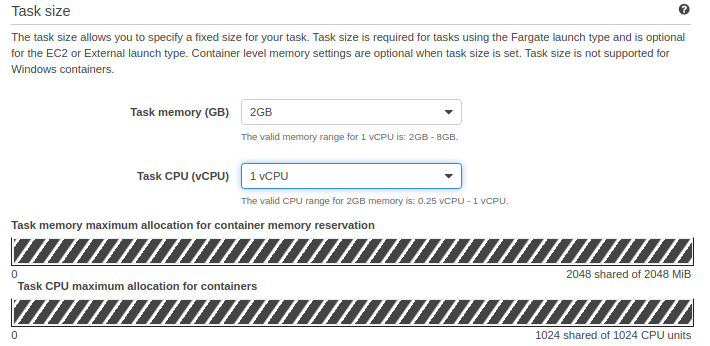 Task size
The task size allows you to specify a fixed size for your task. Task size is required for tasks using the Fargate launch type and is optional
for the EC2 or External launch type. Container level memory settings are optional when task size is set. Task size is not supported for
Windows containers.
Task memory (GB) 2GB
The valid memory range for 1 vCPU is: 2GB - 8GB.
Task CPU (vCPU) 1 vCPU
The valid CPU range for 2GB memory is: 0.25 vCPU - 1 vCPU.
Task memory maximum allocation for container memory reservation
0 2048 shared of 2048 MiB
Task CPU maximum allocation for containers
0 1024 shared of 1024 CPU units